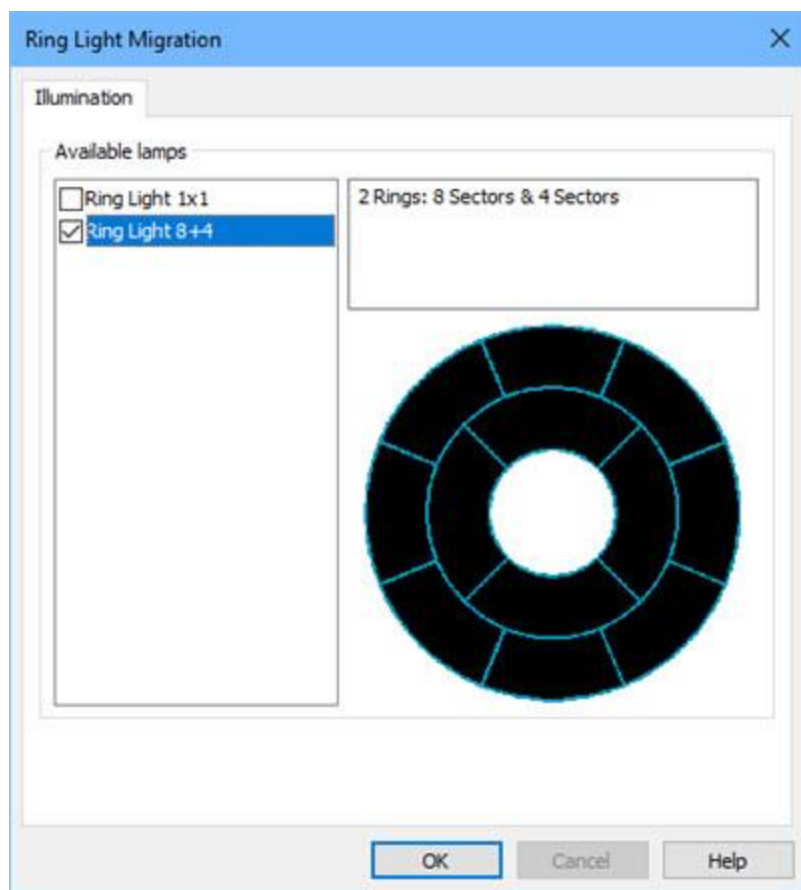 Ring Light Migration
Illumination
Available lamps
Ring Light 1x1
Ring Light 8+4
2 Rings: 8 Sectors & 4 Sectors
OK
Cancel
Help